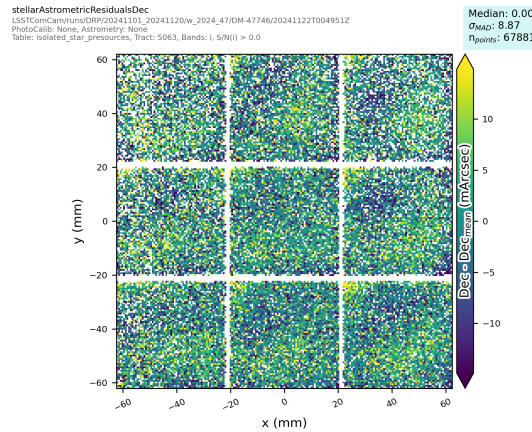 stellarAstrometricResidualsDec
LSSTComCam/runs/DRP/20241101_20241120/w_2024_47/DM-47746/20241122T004951Z
PhotoCalib: None, Astrometry: None
Table: isolated_star_presources, Tract: 5063, Bands: i, S/N(i) > 0.0
Median: 0.00
σMAD: 8.87
npoints: 67881
60
40
20
0
−20
−40
−60
y (mm)
−60
−40
−20
0
20
40
60
x (mm)
10
5
0
−5
−10
Dec - Decmean (mArcsec)